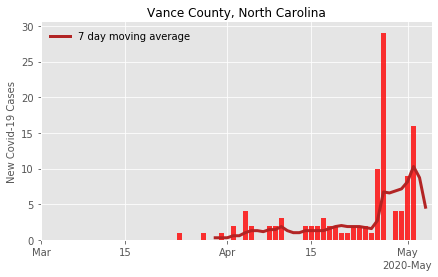 Vance County, North Carolina
7 day moving average
New Covid-19 Cases
30
25
20
15
10
5
0
Mar
15
Apr
15
May
2020-May